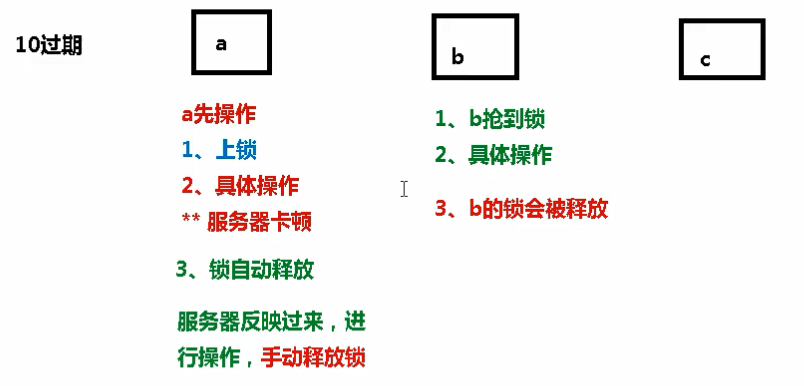 10过期
a
b
c
a先操作
1、上锁
2、具体操作
** 服务器卡顿
3、锁自动释放
服务器反映过来，进
行操作，手动释放锁
1、b抢到锁
2、具体操作
3、b的锁会被释放